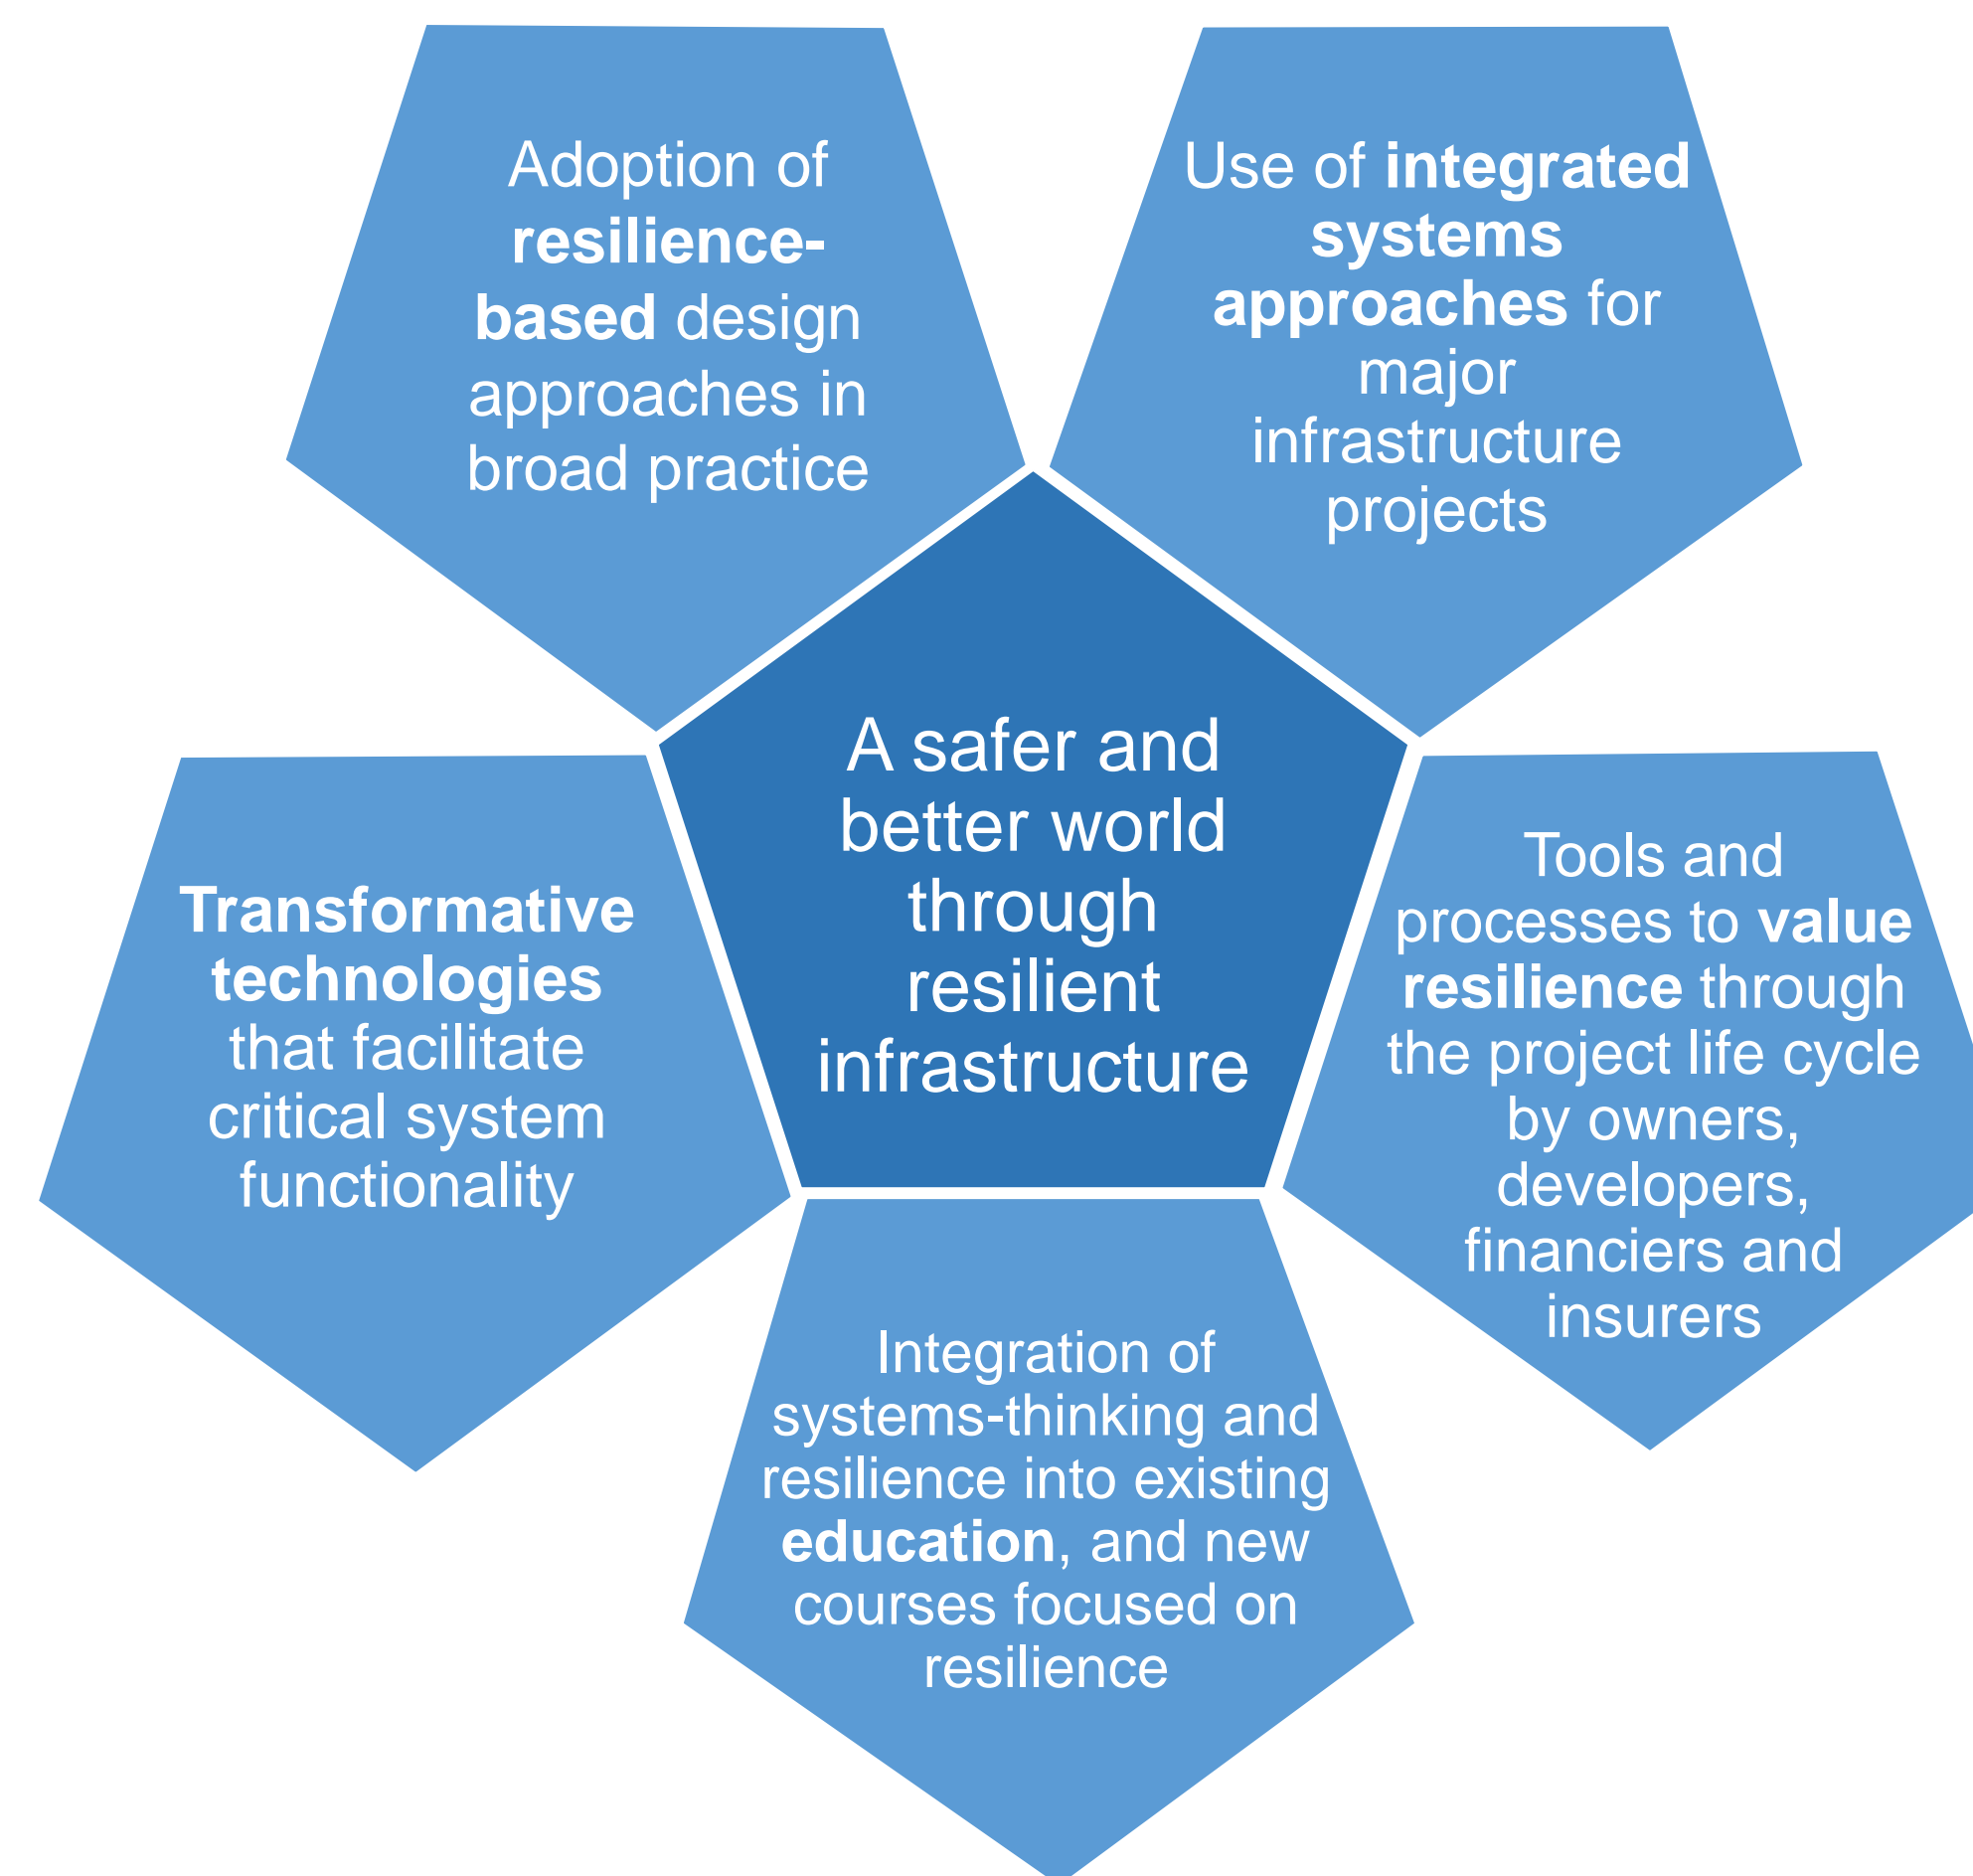 Adoption of
resilience-
based design
approaches in
broad practice
Use of integrated
systems
approaches for
major
infrastructure
projects
A safer and
better world
through
resilient
infrastructure
Transformative
technologies
that facilitate
critical system
functionality
Tools and
processes to value
resilience through
the project life cycle
by owners,
developers,
financiers and
insurers
Integration of
systems-thinking and
resilience into existing
education, and new
courses focused on
resilience